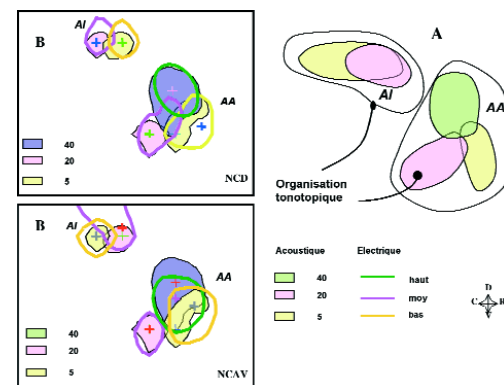 B
AI
AA
40
20
5
NCD
B
AI
AA
40
20
5
NCAV
A
AI
AA
Organisation
tonotopique
Acoustique Electrique
40 haut
20 moy
5 bas
D
C R
V